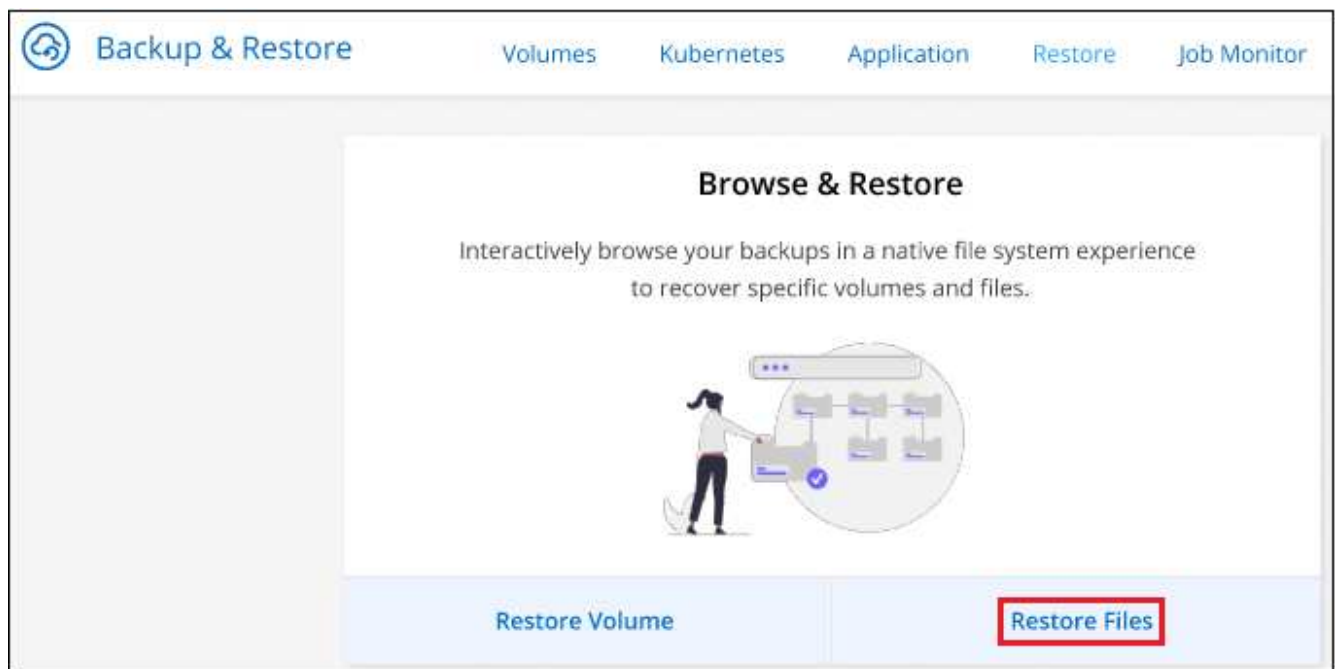 Backup & Restore Volumes Kubernetes Application Restore Job Monitor
Browse & Restore
Interactively browse your backups in a native file system experience
to recover specific volumes and files.
Restore Volume Restore Files